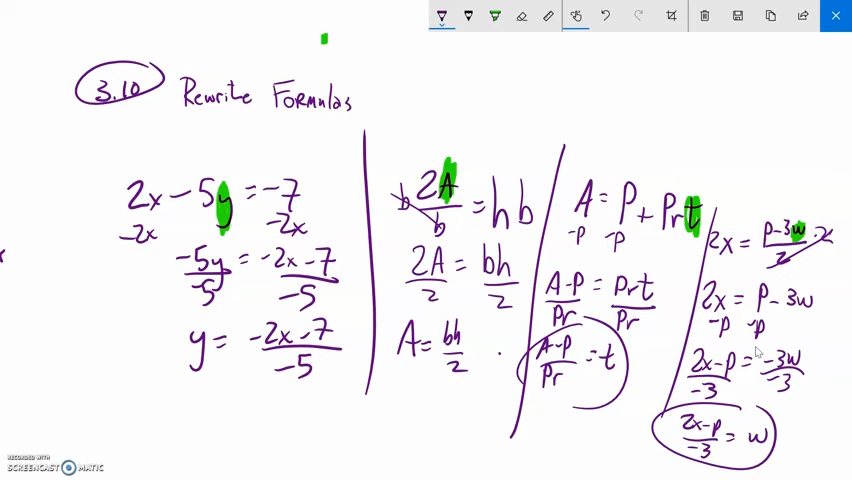 3.10 Rewrite Formulas
2x - 5y = -7
-2x -2x
-5y = -2x - 7
-5 -5
y = -2x - 7
-5
b 2A = h b
b
2A = bh
2 2
A = bh
2
A = P + Prt
-P -P
A-P = Prt
Pr Pr
A-P = t
Pr
2x = P-3w · 2
2
2x = P - 3w
-P -P
2x-P = -3w
-3 -3
2x-P = w
-3
RECORDED WITH
SCREENCAST MATIC